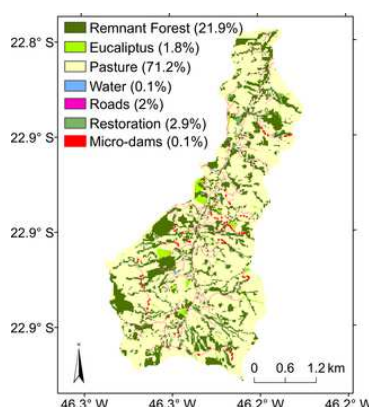 22.8° S
Remnant Forest (21.9%)
Eucaliptus (1.8%)
Pasture (71.2%)
Water (0.1%)
Roads (2%)
Restoration (2.9%)
Micro-dams (0.1%)
22.9° S
22.9° S
22.9° S
0 0.6 1.2 km
46.3° W 46.3° W 46.2° W 46.2° W